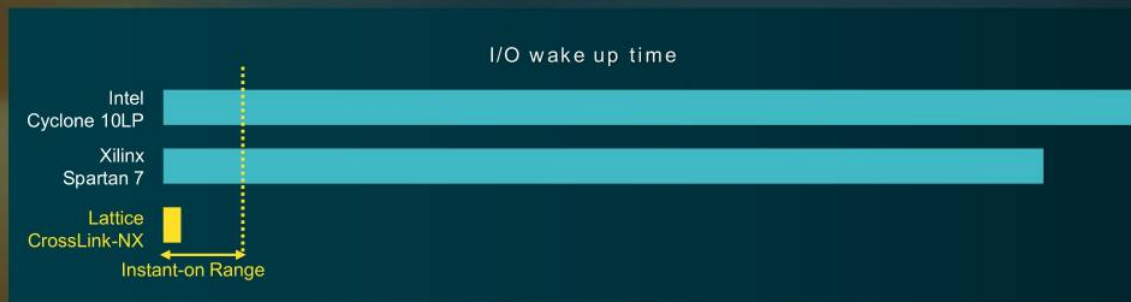 I/O wake up time
Intel
Cyclone 10LP
Xilinx
Spartan 7
Lattice
CrossLink-NX
Instant-on Range